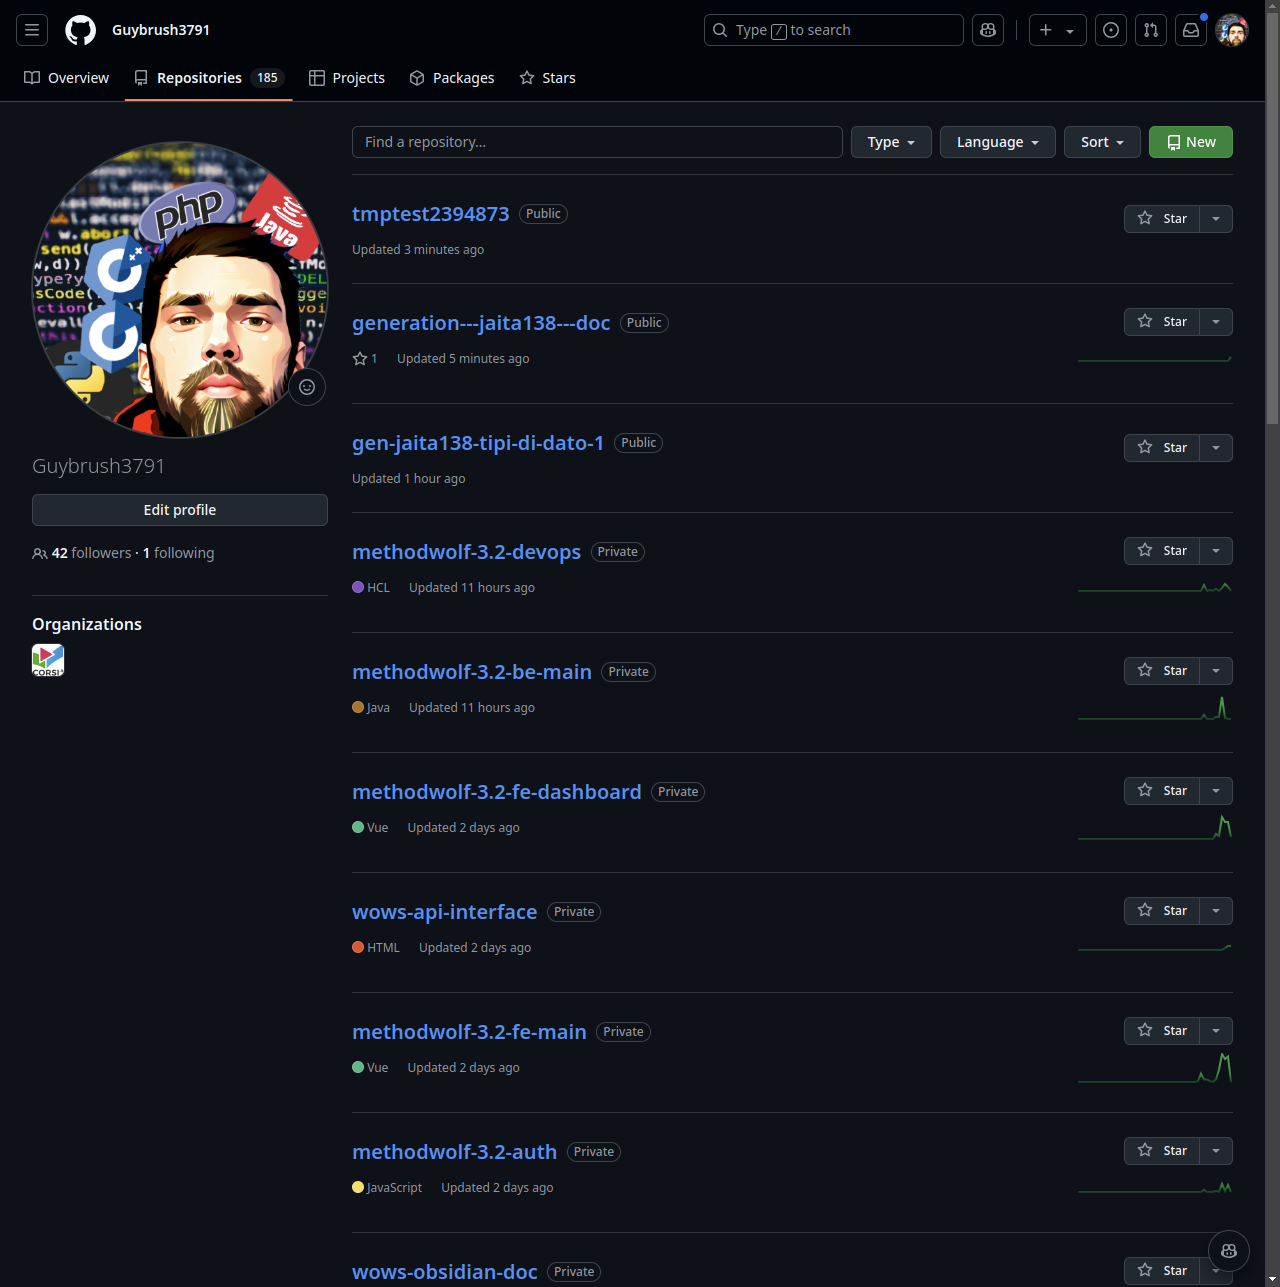 Guybrush3791
Type / to search
Overview
Repositories 185
Projects
Packages
Stars
Find a repository...
Type
Language
Sort
New
php
Java
Guybrush3791
Edit profile
42 followers · 1 following
Organizations
CORSI
tmptest2394873 Public
Star
Updated 3 minutes ago
generation---jaita138---doc Public
Star
1 Updated 5 minutes ago
gen-jaita138-tipi-di-dato-1 Public
Star
Updated 1 hour ago
methodwolf-3.2-devops Private
Star
HCL Updated 11 hours ago
methodwolf-3.2-be-main Private
Star
Java Updated 11 hours ago
methodwolf-3.2-fe-dashboard Private
Star
Vue Updated 2 days ago
wows-api-interface Private
Star
HTML Updated 2 days ago
methodwolf-3.2-fe-main Private
Star
Vue Updated 2 days ago
methodwolf-3.2-auth Private
Star
JavaScript Updated 2 days ago
wows-obsidian-doc Private
Star